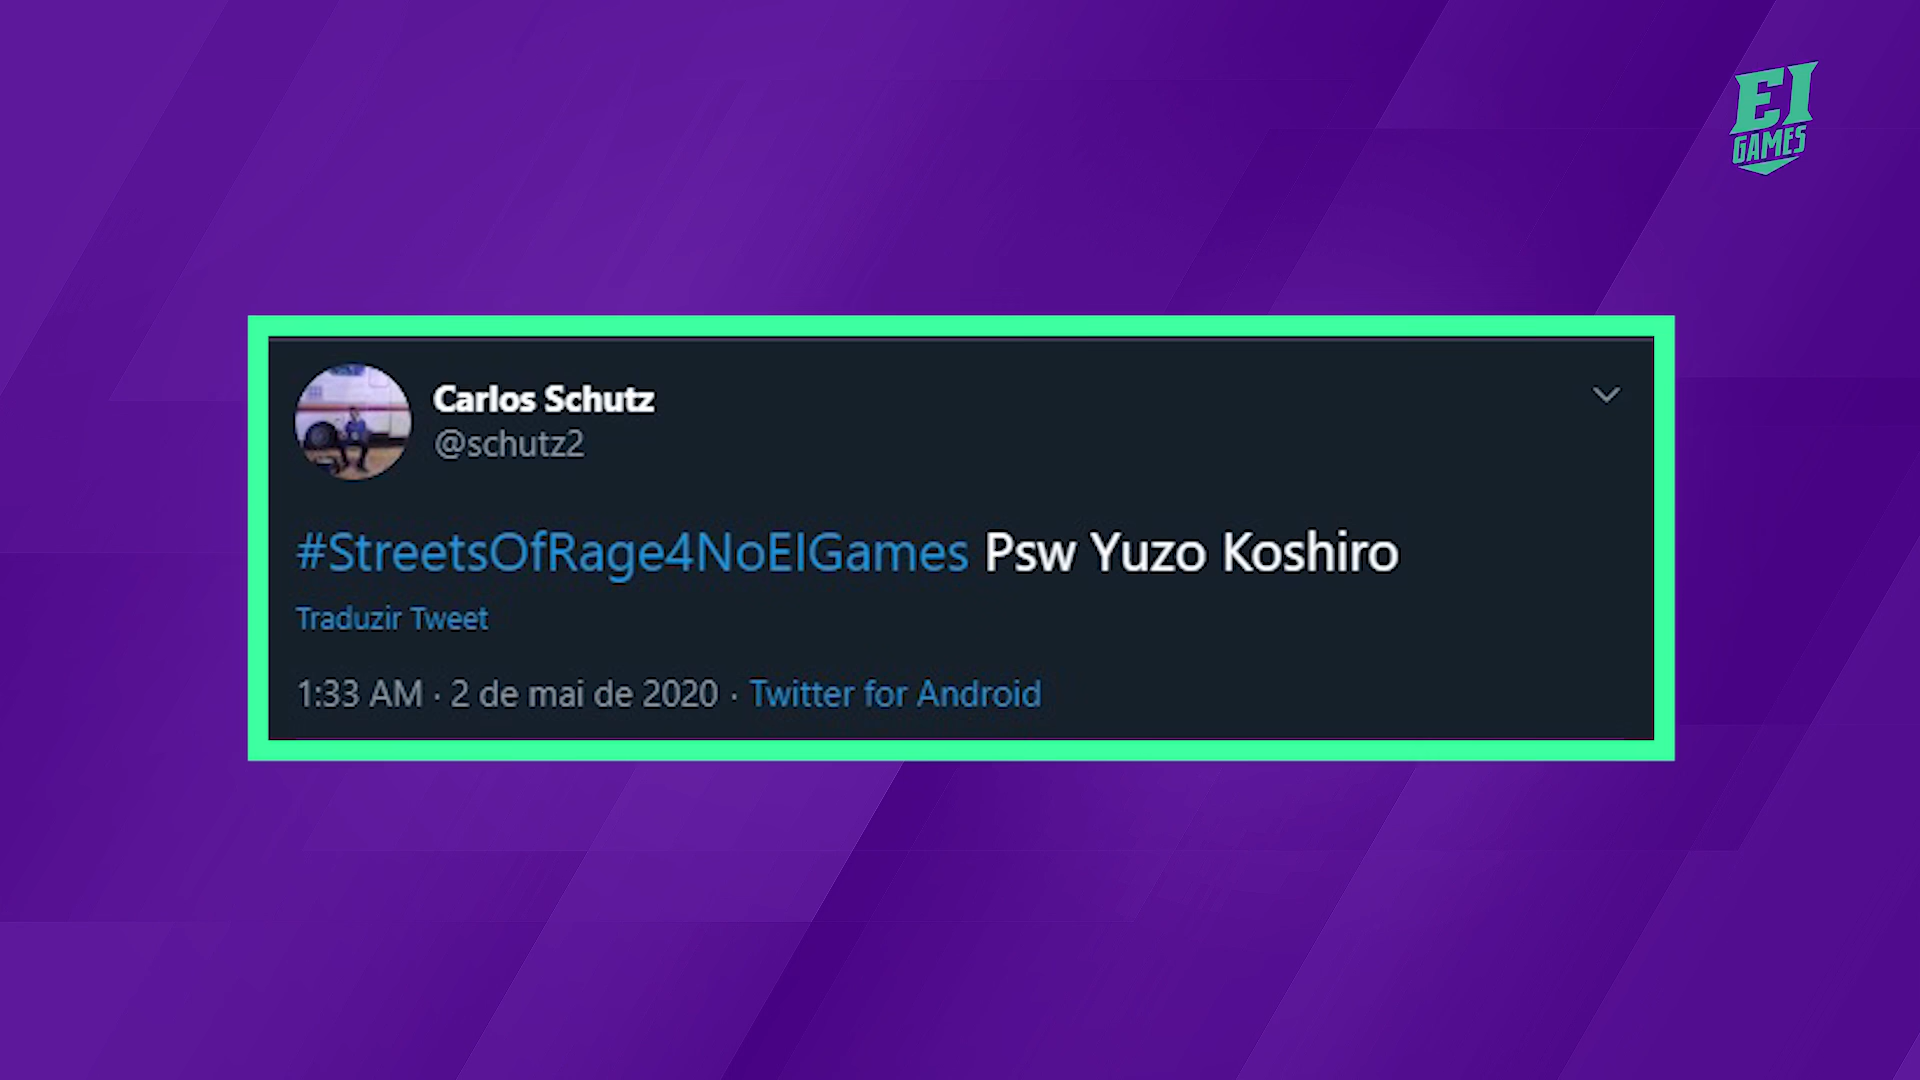 EI
GAMES
Carlos Schutz
@schutz2
#StreetsOfRage4NoEIGames Psw Yuzo Koshiro
Traduzir Tweet
1:33 AM · 2 de mai de 2020 · Twitter for Android